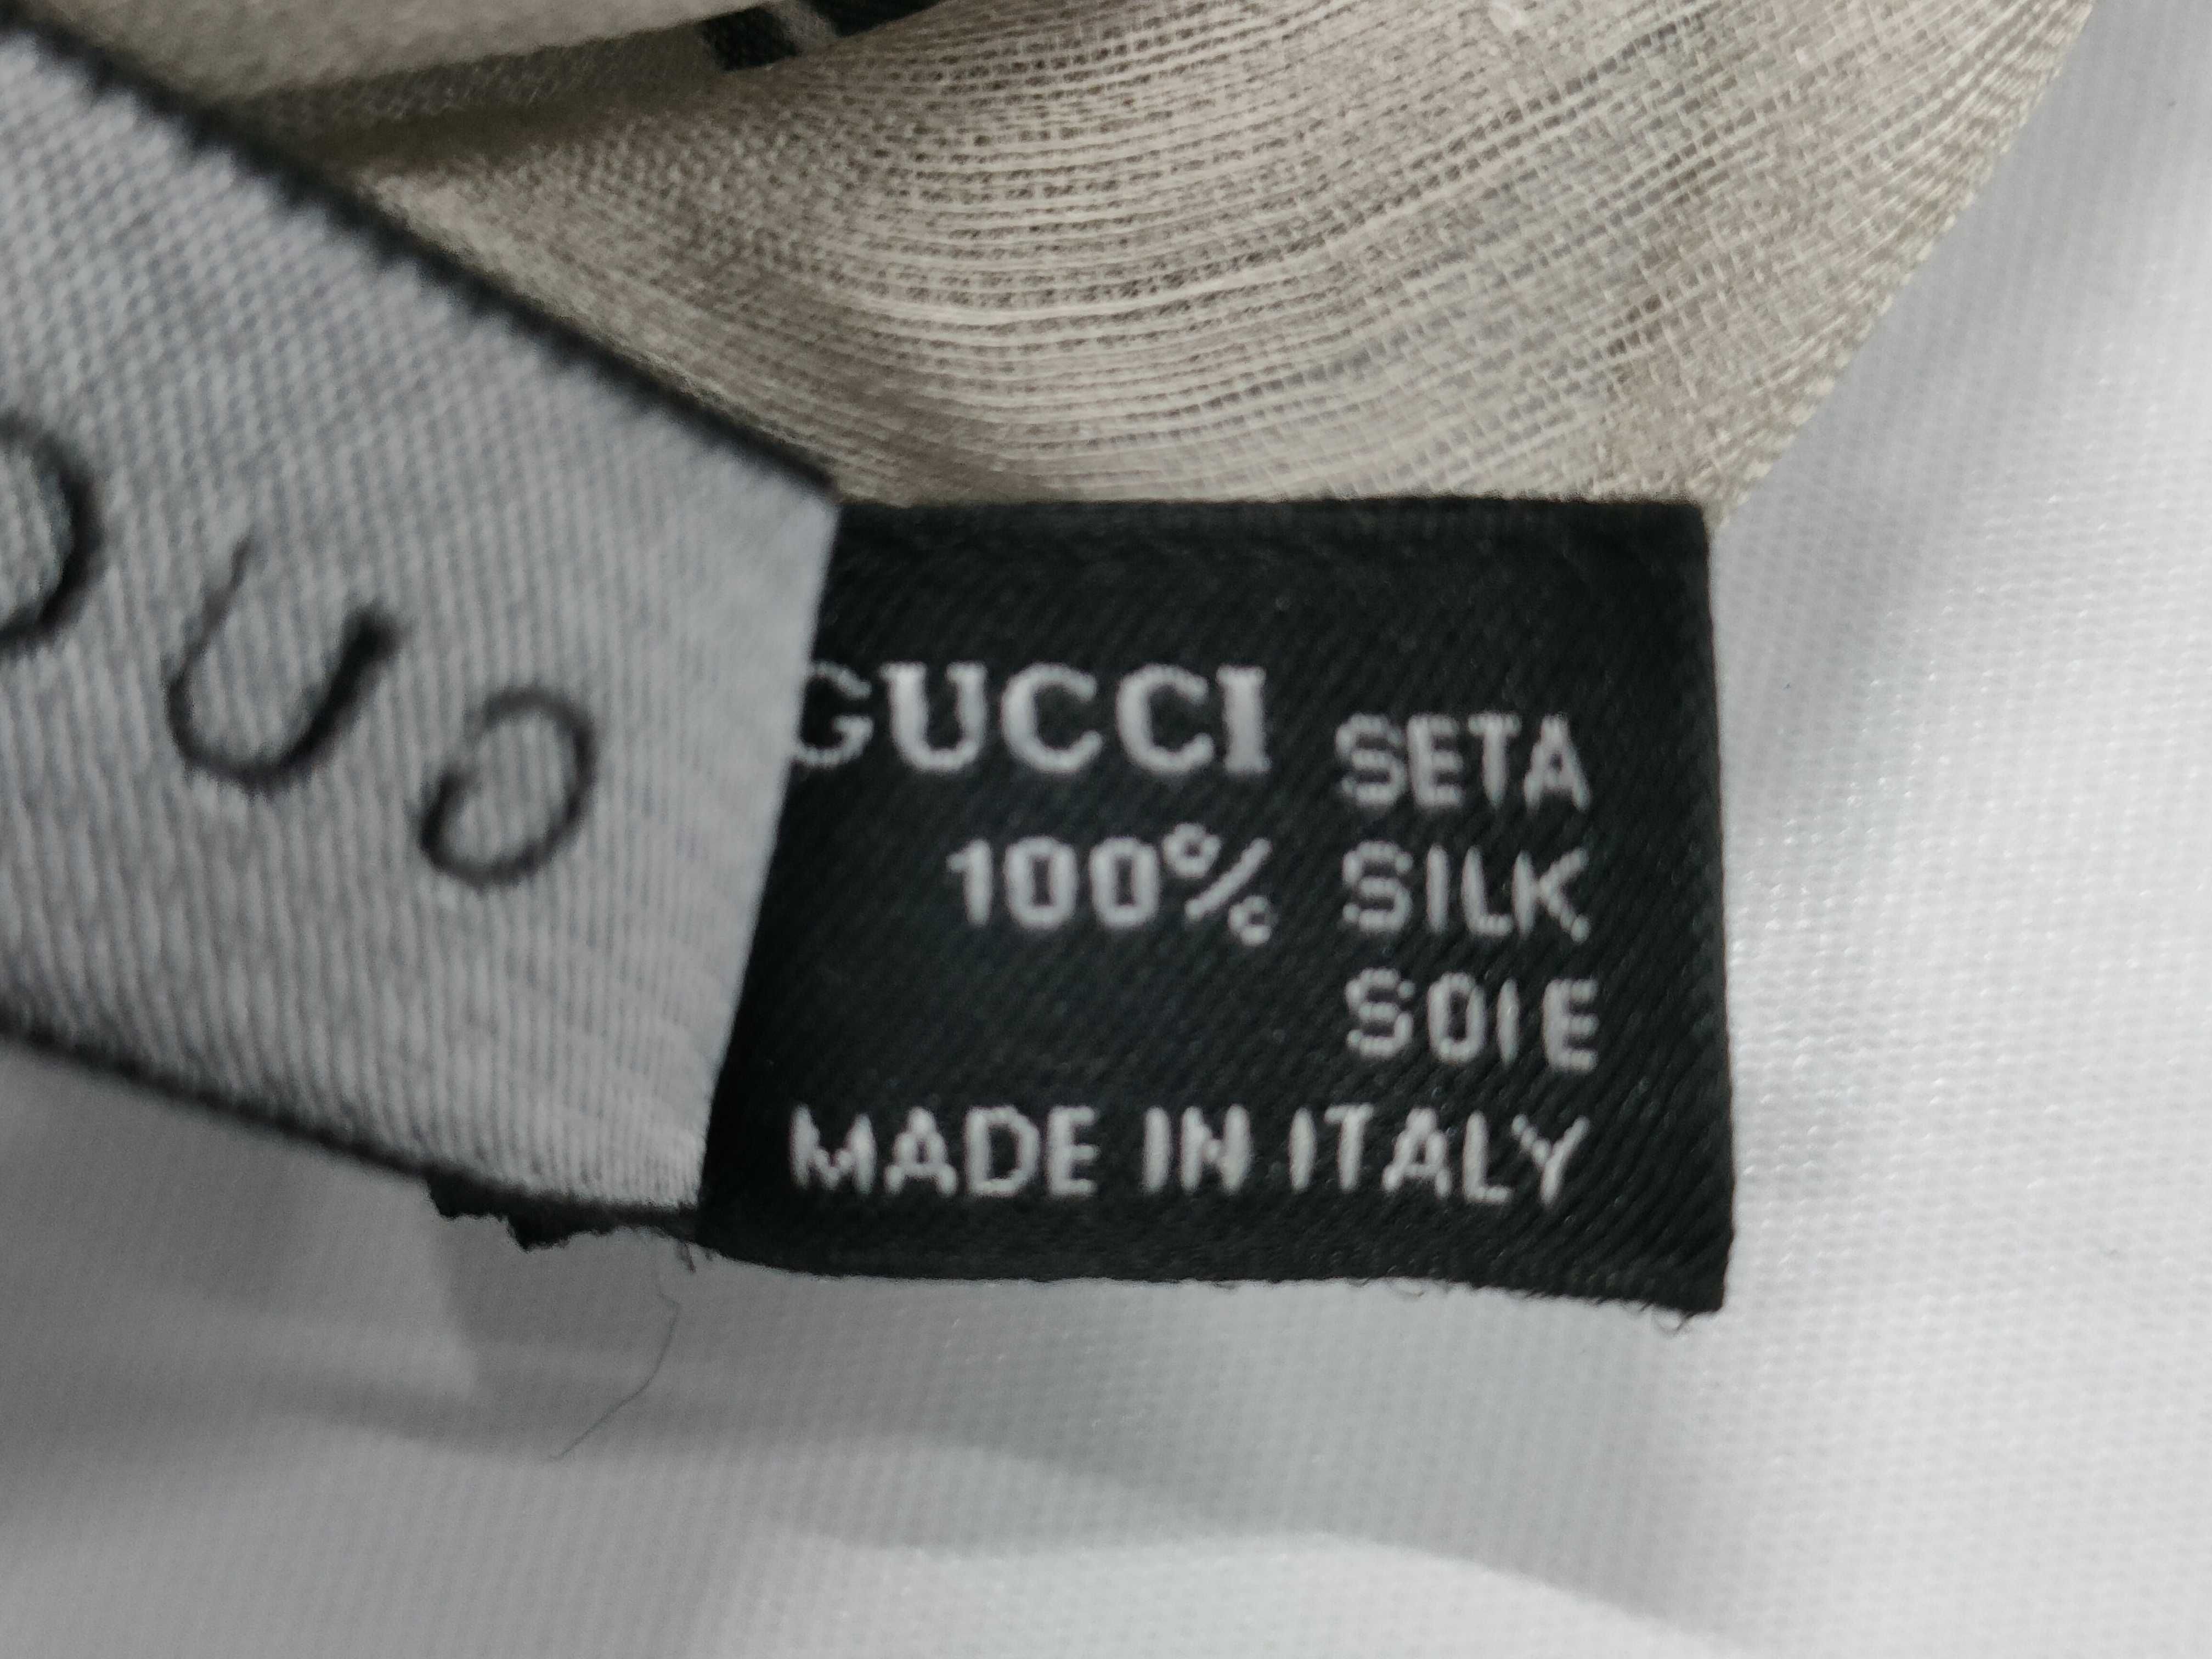 GUCCI
SETA
100% SILK
SOIE
MADE IN ITALY